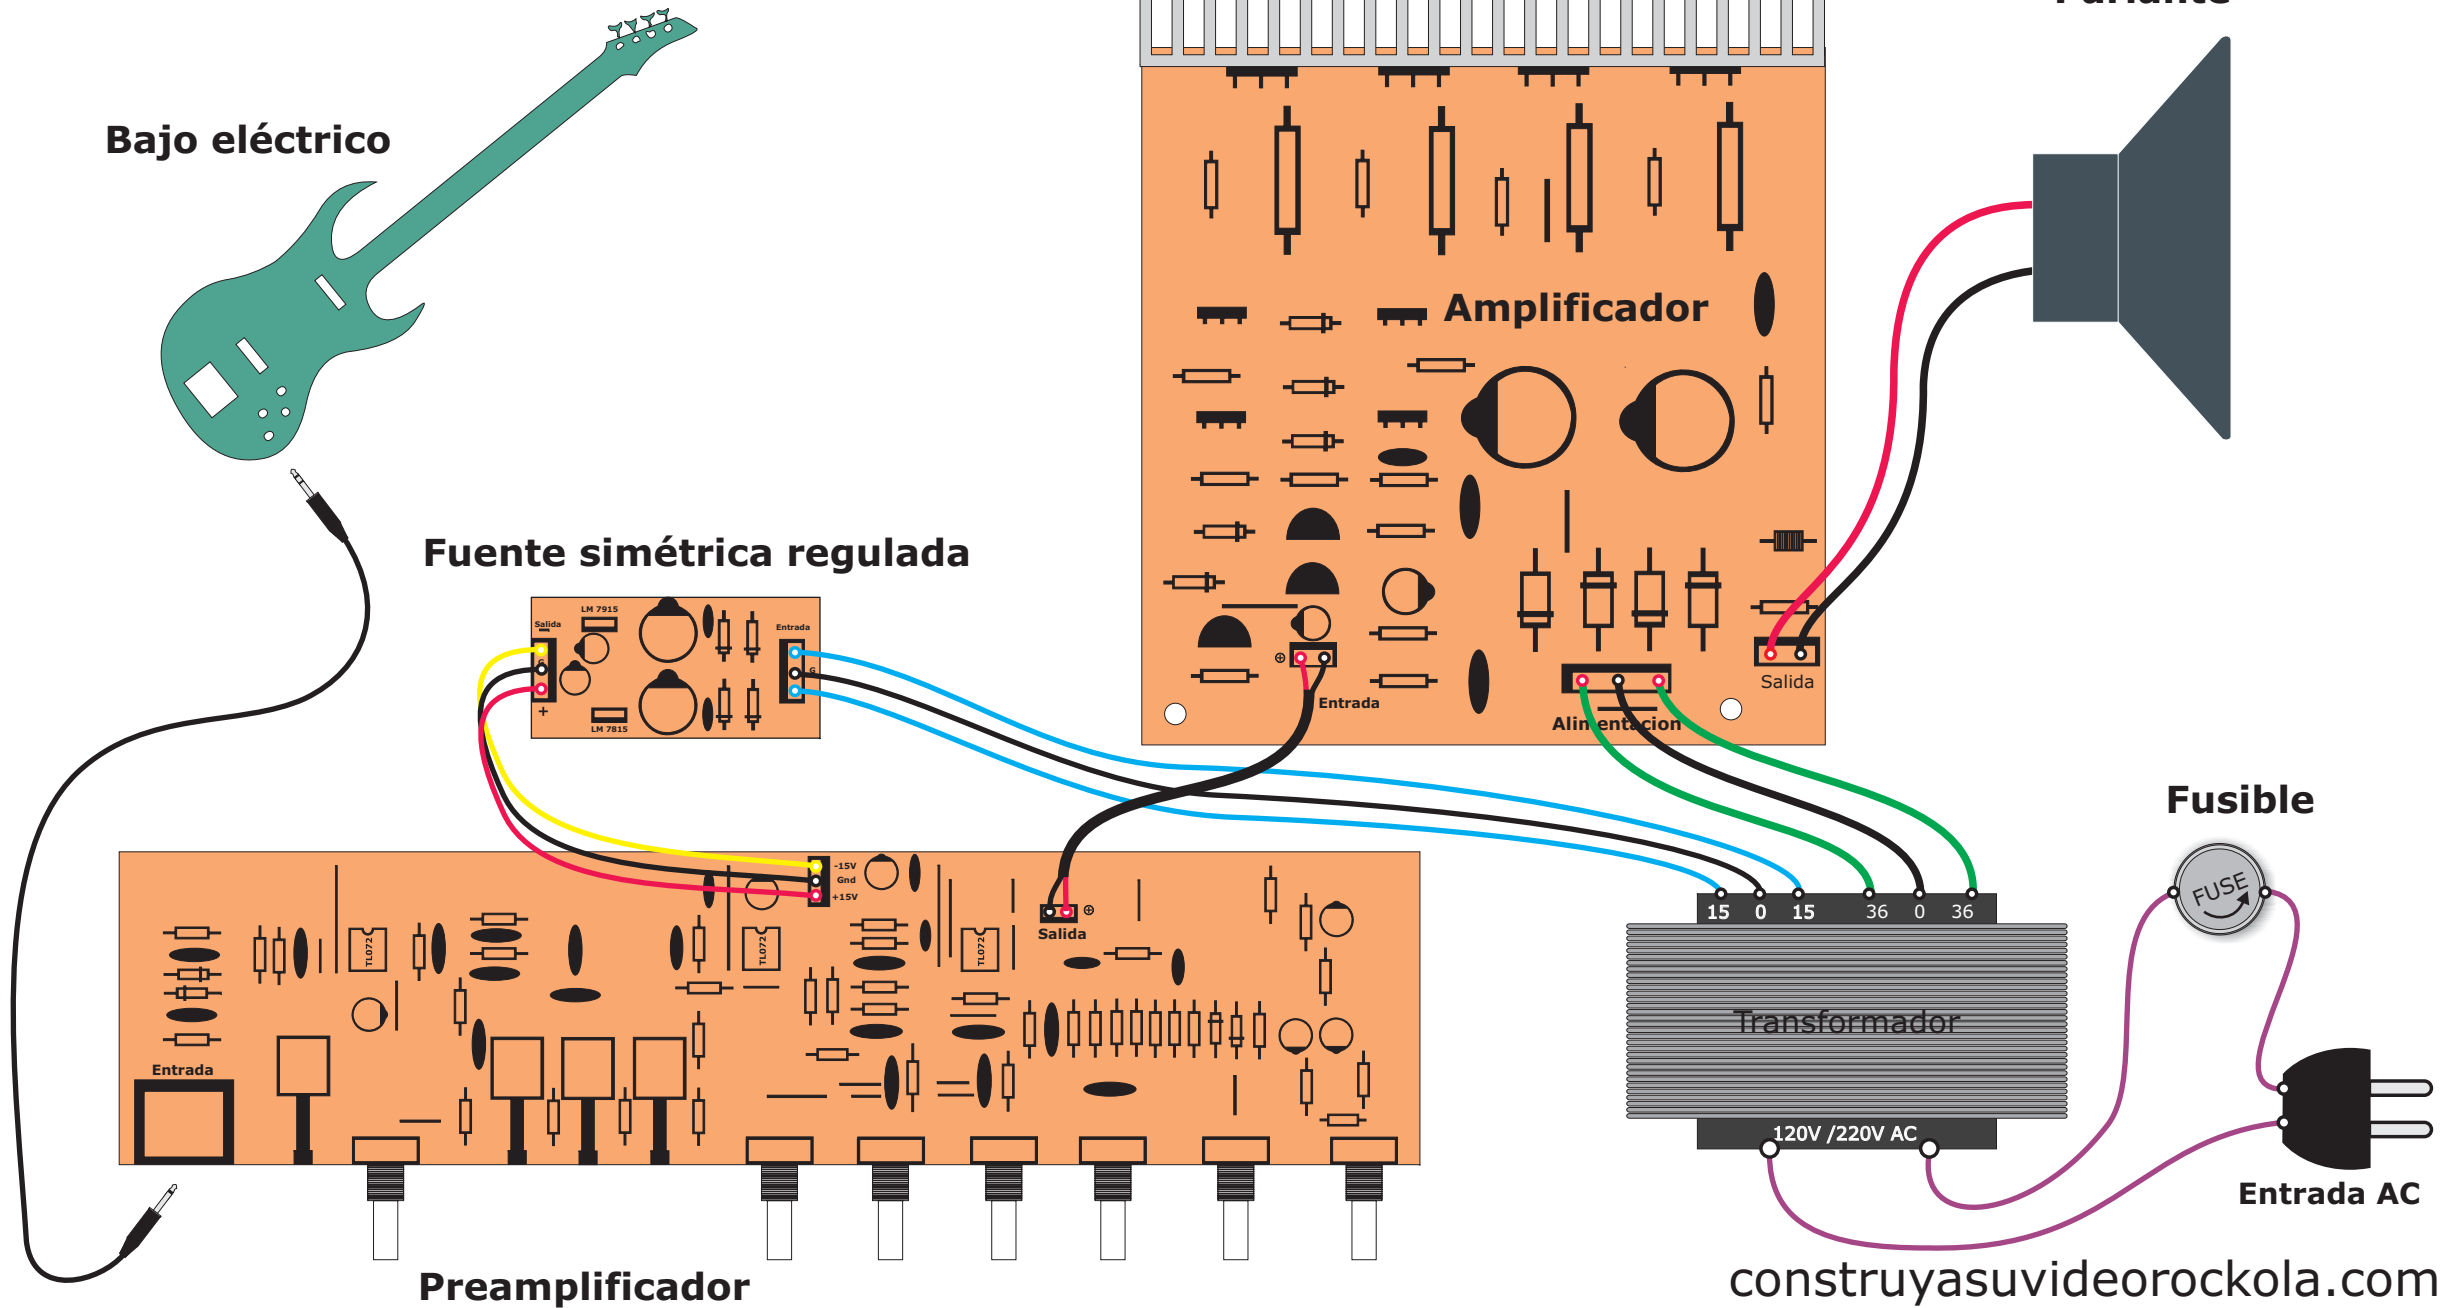 Parlante
Bajo eléctrico
Amplificador
Fuente simétrica regulada
LM 7915
Salida
-
G
+
LM 7815
Entrada
G
Entrada
Alimentacion
Salida
Fusible
FUSE
-15V
Gnd
+15V
Salida
TL072
TL072
TL072
Entrada
15 0 15 36 0 36
Transformador
120V /220V AC
Entrada AC
Preamplificador
construyasuvideorockola.com